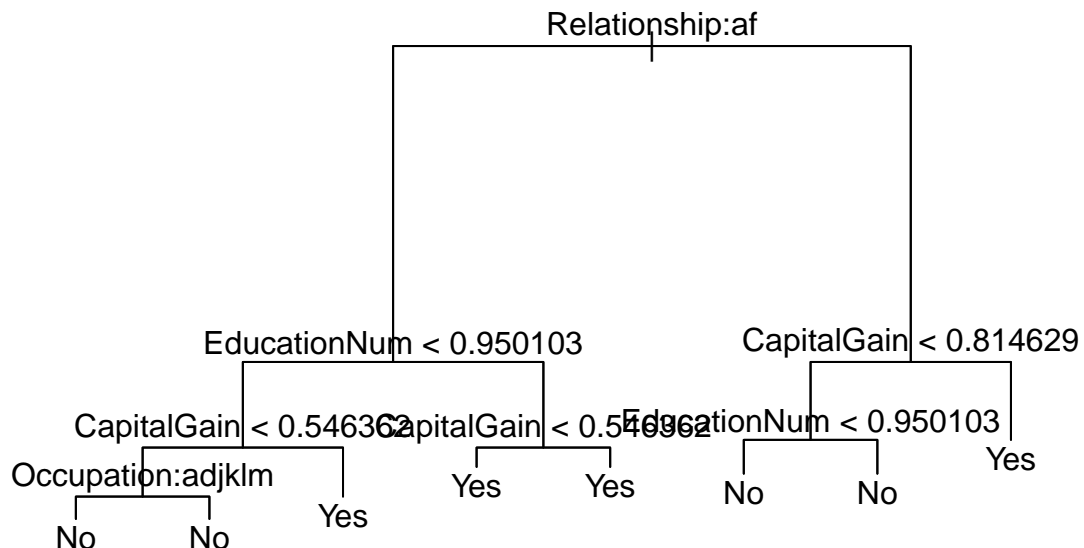 Relationship:af
EducationNum < 0.950103
CapitalGain < 0.814629
CapitalGain < 0.546362
CapitalGain < 0.546362
EducationNum < 0.950103
Occupation:adjklm
Yes
Yes
Yes
No
No
Yes
No
No